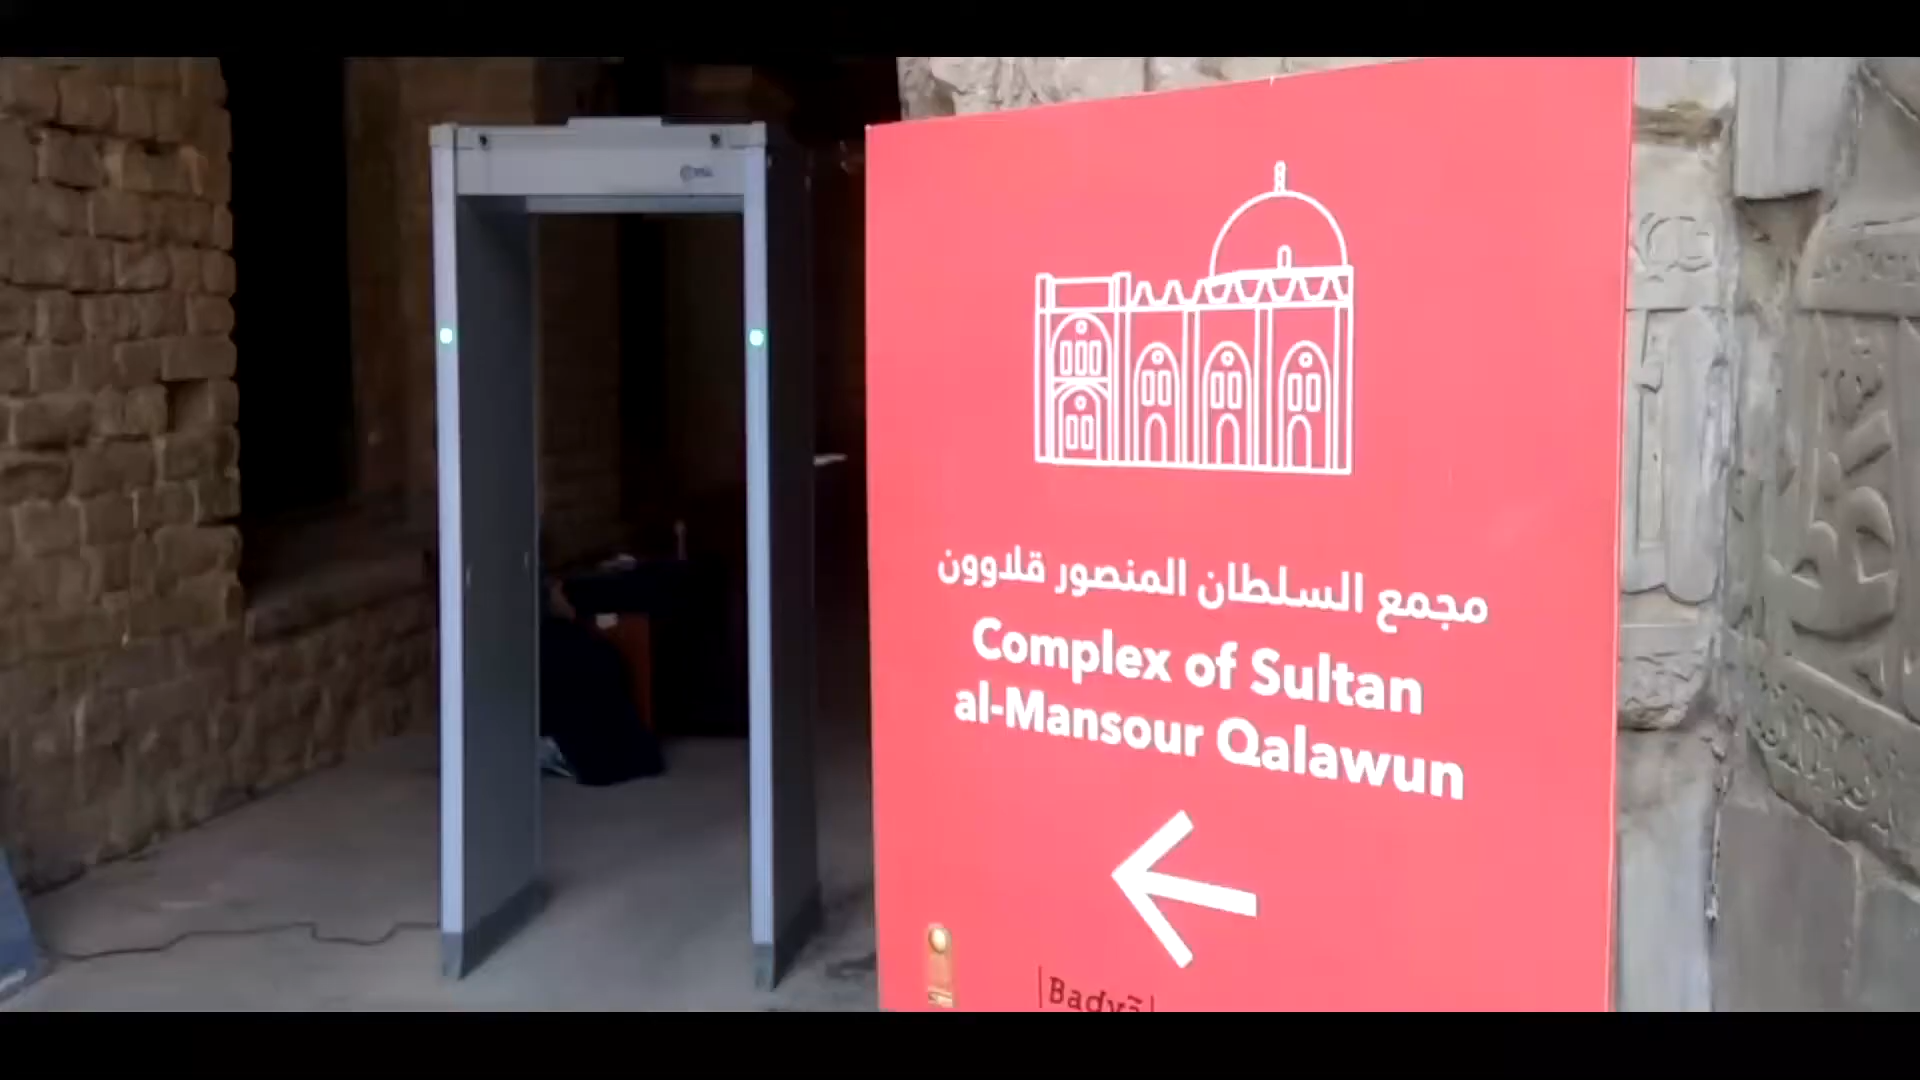 مجمع السلطان المنصور قلاوون
Complex of Sultan
al-Mansour Qalawun